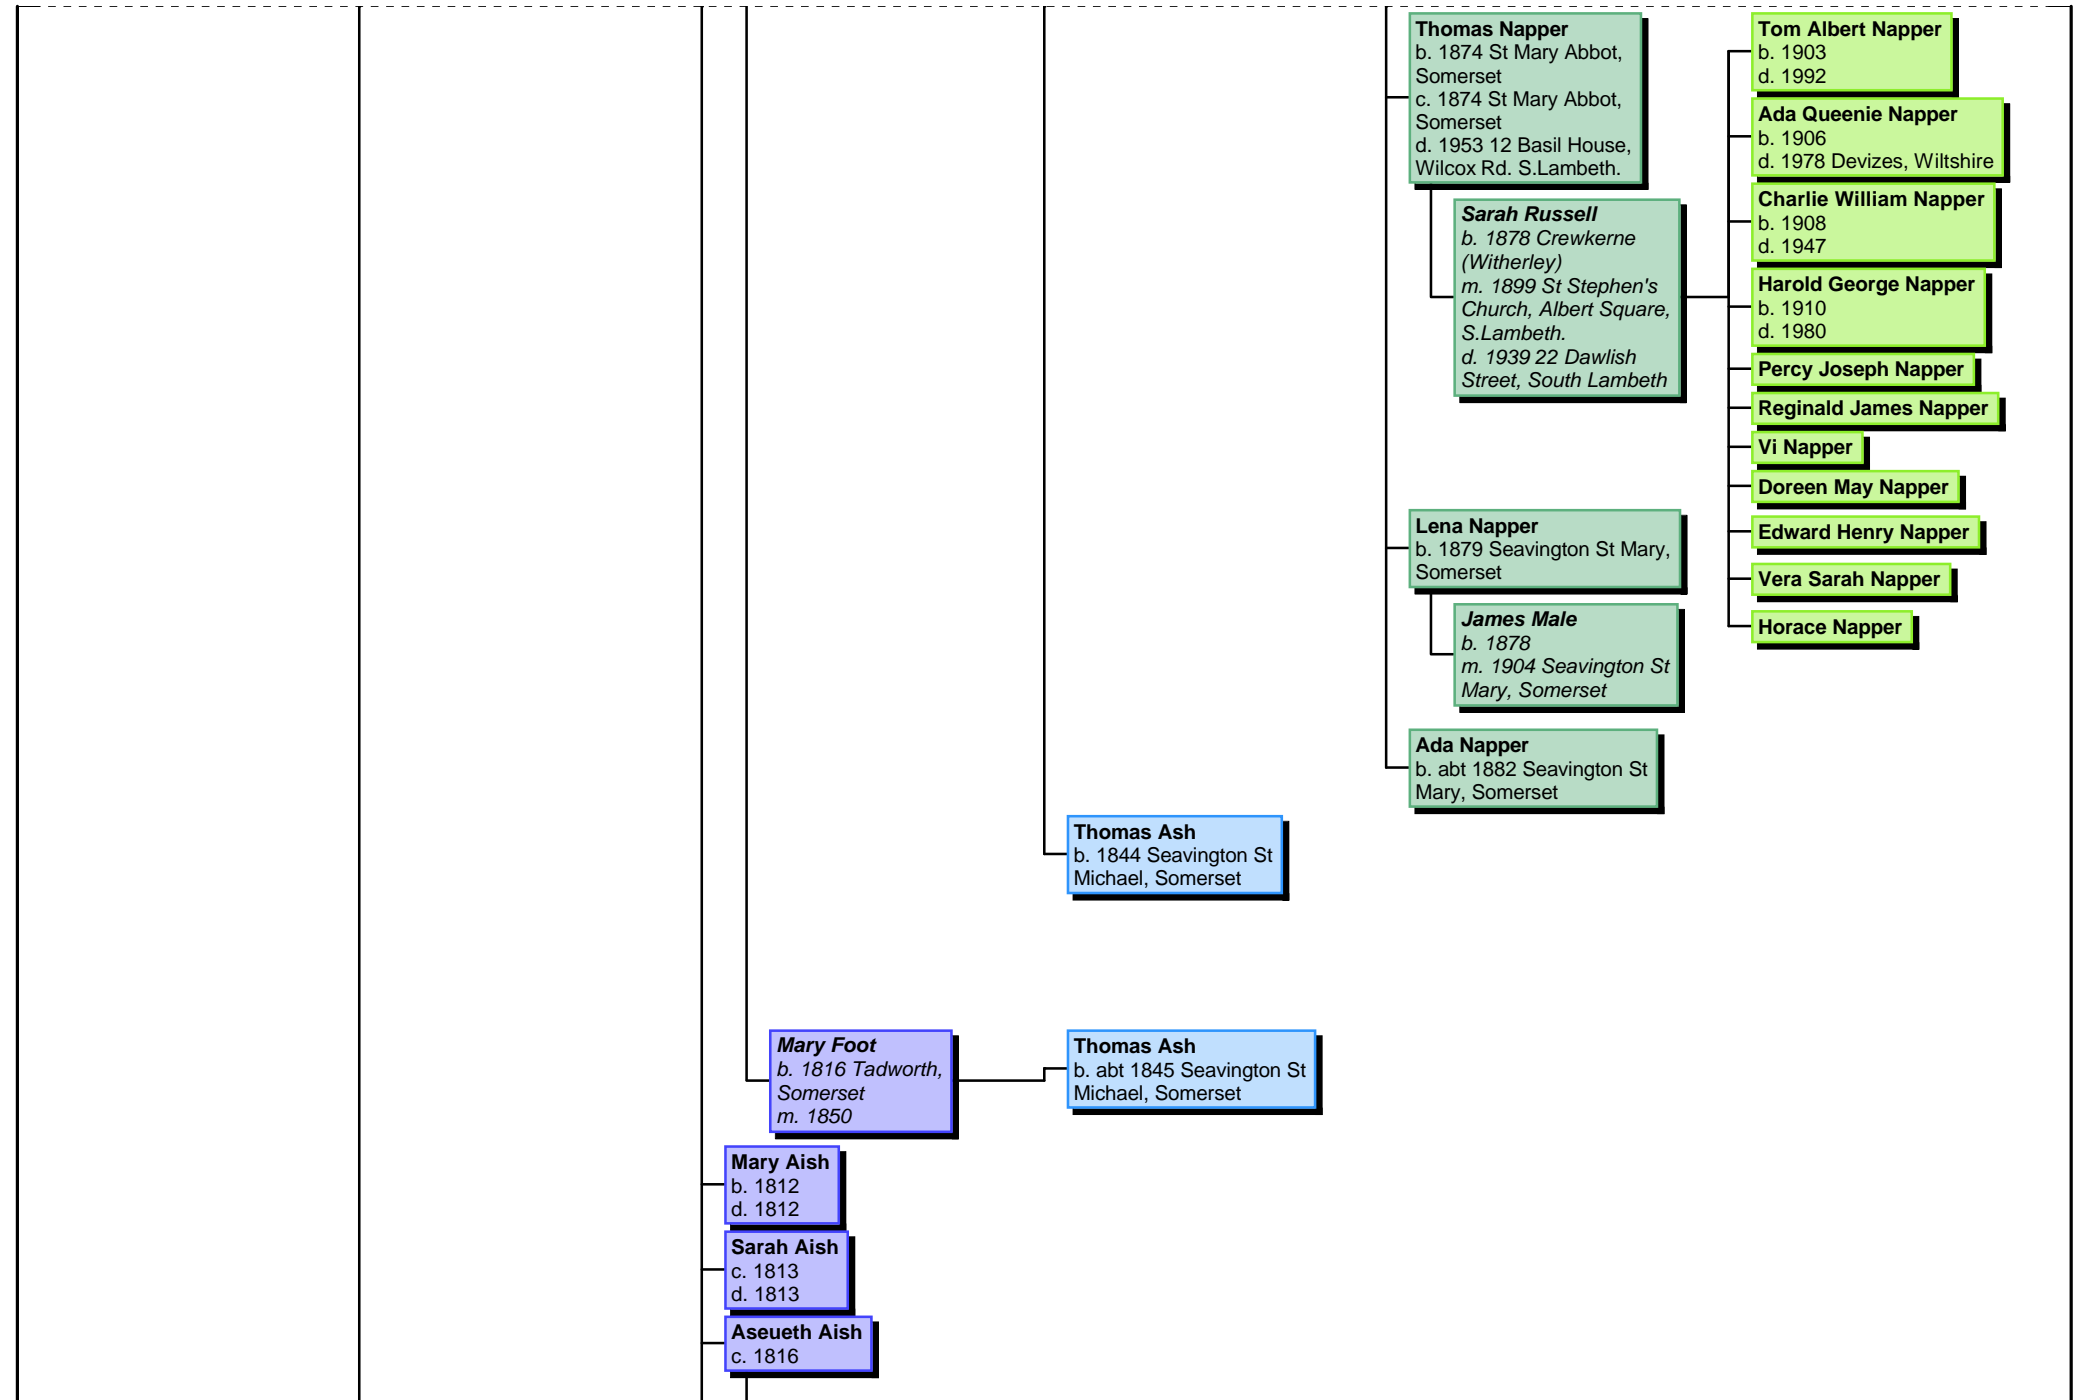 Thomas Napper
b. 1874 St Mary Abbot,
Somerset
c. 1874 St Mary Abbot,
Somerset
d. 1953 12 Basil House,
Wilcox Rd. S.Lambeth.
Sarah Russell
b. 1878 Crewkerne
(Witherley)
m. 1899 St Stephen's
Church, Albert Square,
S.Lambeth.
d. 1939 22 Dawlish
Street, South Lambeth
Tom Albert Napper
b. 1903
d. 1992
Ada Queenie Napper
b. 1906
d. 1978 Devizes, Wiltshire
Charlie William Napper
b. 1908
d. 1947
Harold George Napper
b. 1910
d. 1980
Percy Joseph Napper
Reginald James Napper
Vi Napper
Doreen May Napper
Edward Henry Napper
Vera Sarah Napper
Horace Napper
Lena Napper
b. 1879 Seavington St Mary,
Somerset
James Male
b. 1878
m. 1904 Seavington St
Mary, Somerset
Ada Napper
b. abt 1882 Seavington St
Mary, Somerset
Thomas Ash
b. 1844 Seavington St
Michael, Somerset
Mary Foot
b. 1816 Tadworth,
Somerset
m. 1850
Thomas Ash
b. abt 1845 Seavington St
Michael, Somerset
Mary Aish
b. 1812
d. 1812
Sarah Aish
c. 1813
d. 1813
Aseueth Aish
c. 1816